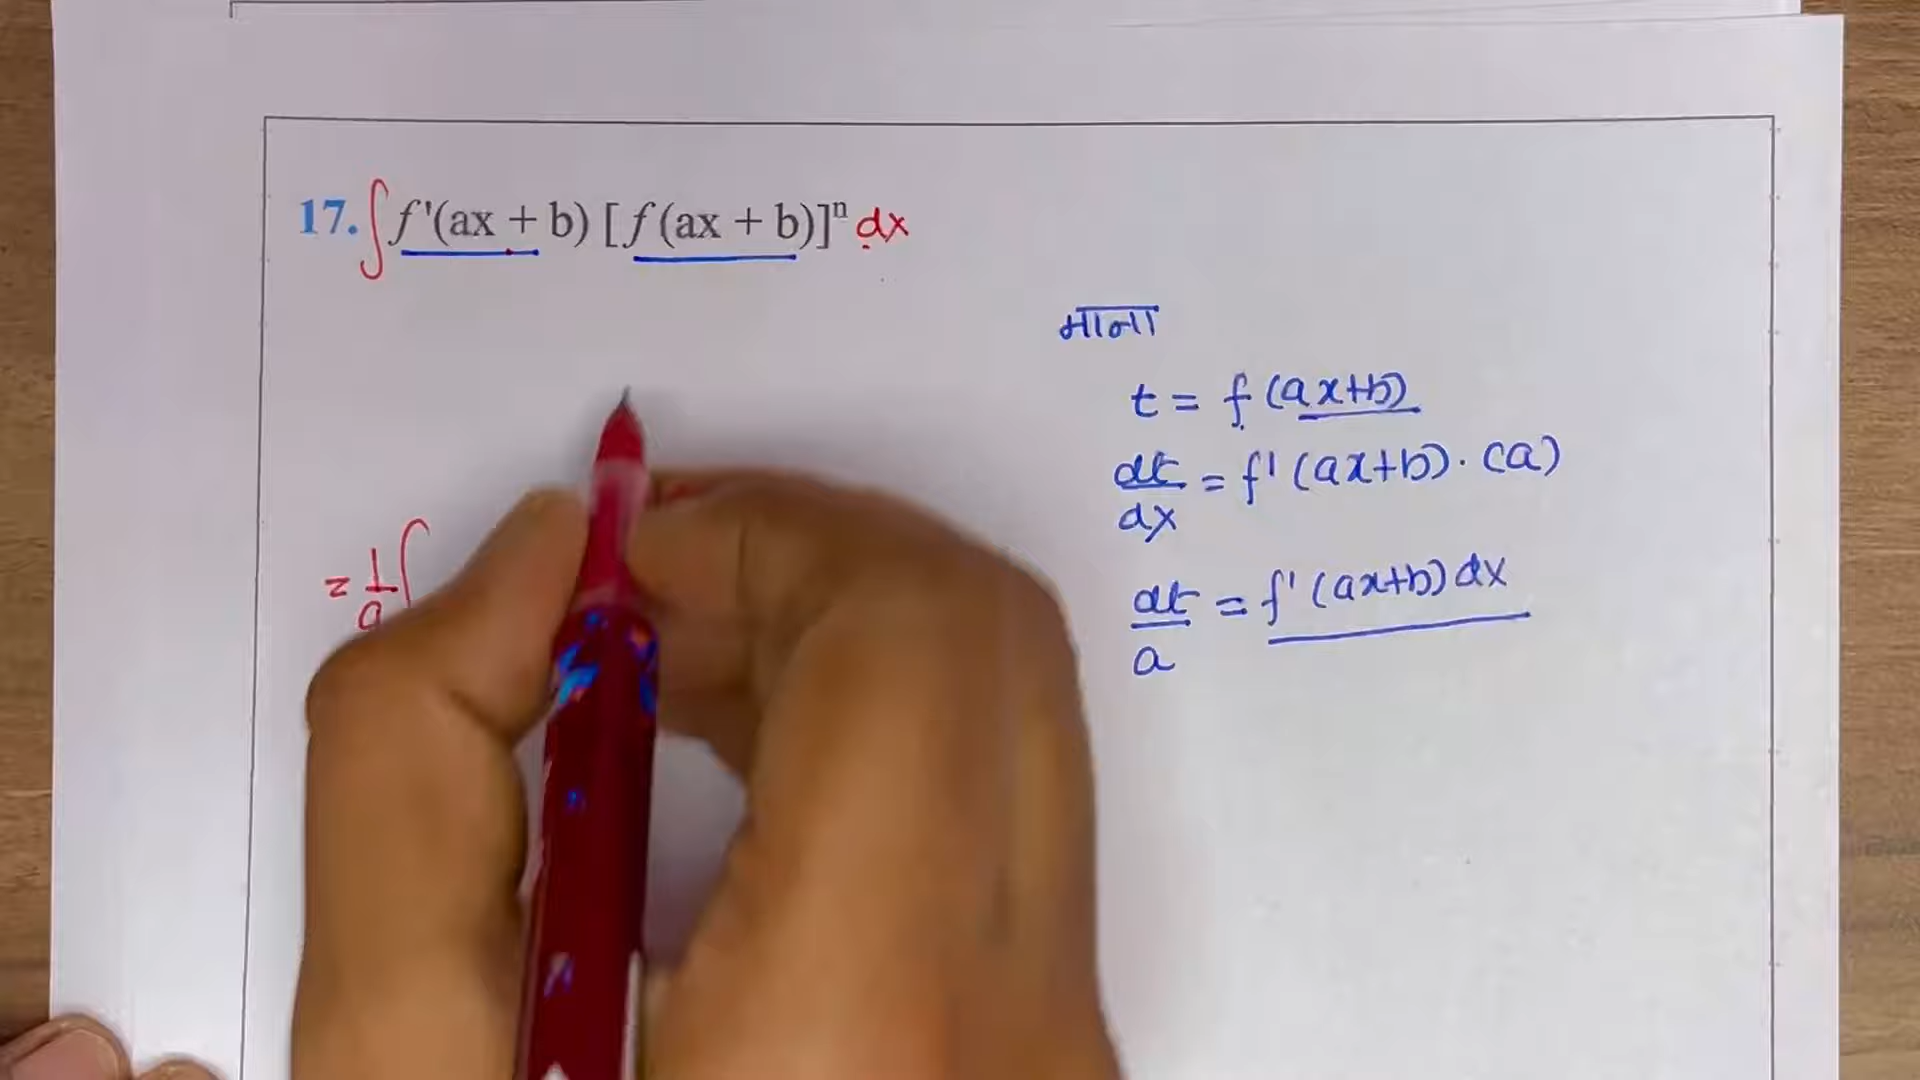 17. ∫ f'(ax + b) [f(ax + b)]ⁿ dx
माना
t = f(ax+b)
dt/dx = f'(ax+b).(a)
dt/a = f'(ax+b)dx
= 1/a ∫